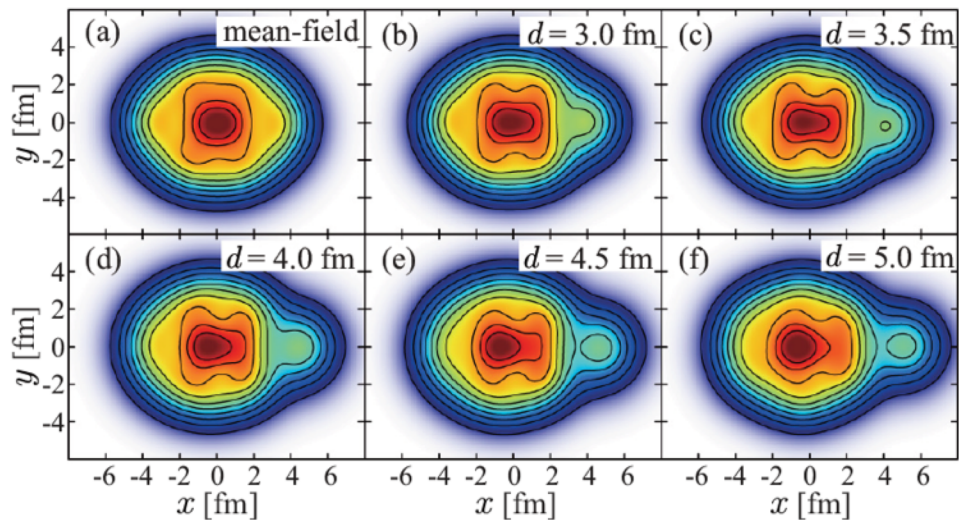 (a) mean-field
(b) d = 3.0 fm
(c) d = 3.5 fm
4
2
0
-2
-4
y [fm]
(d) d = 4.0 fm
(e) d = 4.5 fm
(f) d = 5.0 fm
4
2
0
-2
-4
y [fm]
-6 -4 -2 0 2 4 6
-6 -4 -2 0 2 4 6
-6 -4 -2 0 2 4 6
x [fm]
x [fm]
x [fm]